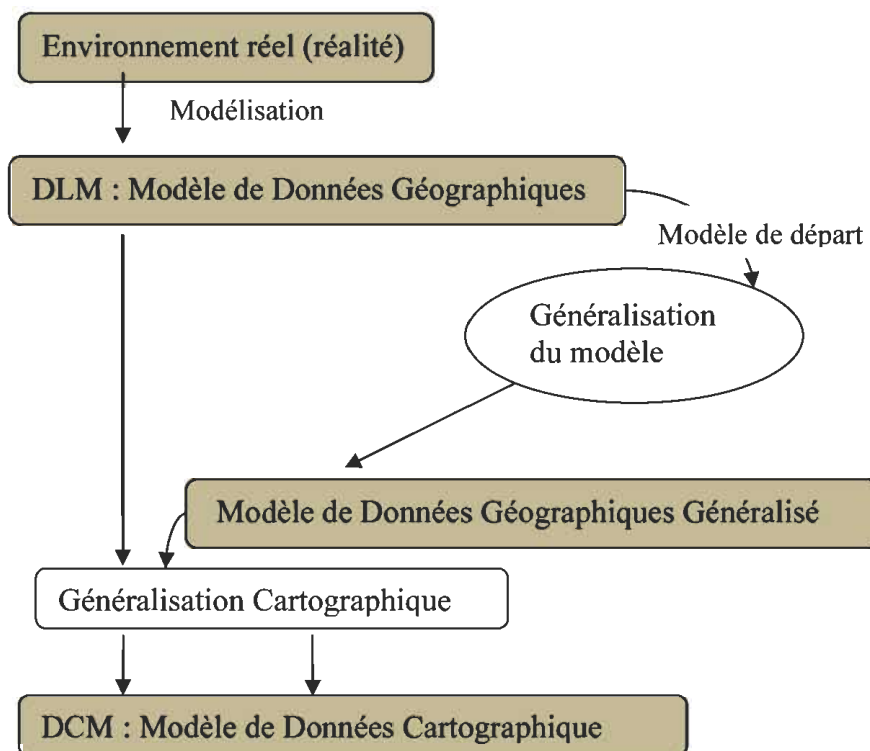 Environnement réel (réalité)
Modélisation
DLM : Modèle de Données Géographiques
Modèle de départ
Généralisation
du modèle
Modèle de Données Géographiques Généralisé
Généralisation Cartographique
DCM : Modèle de Données Cartographique